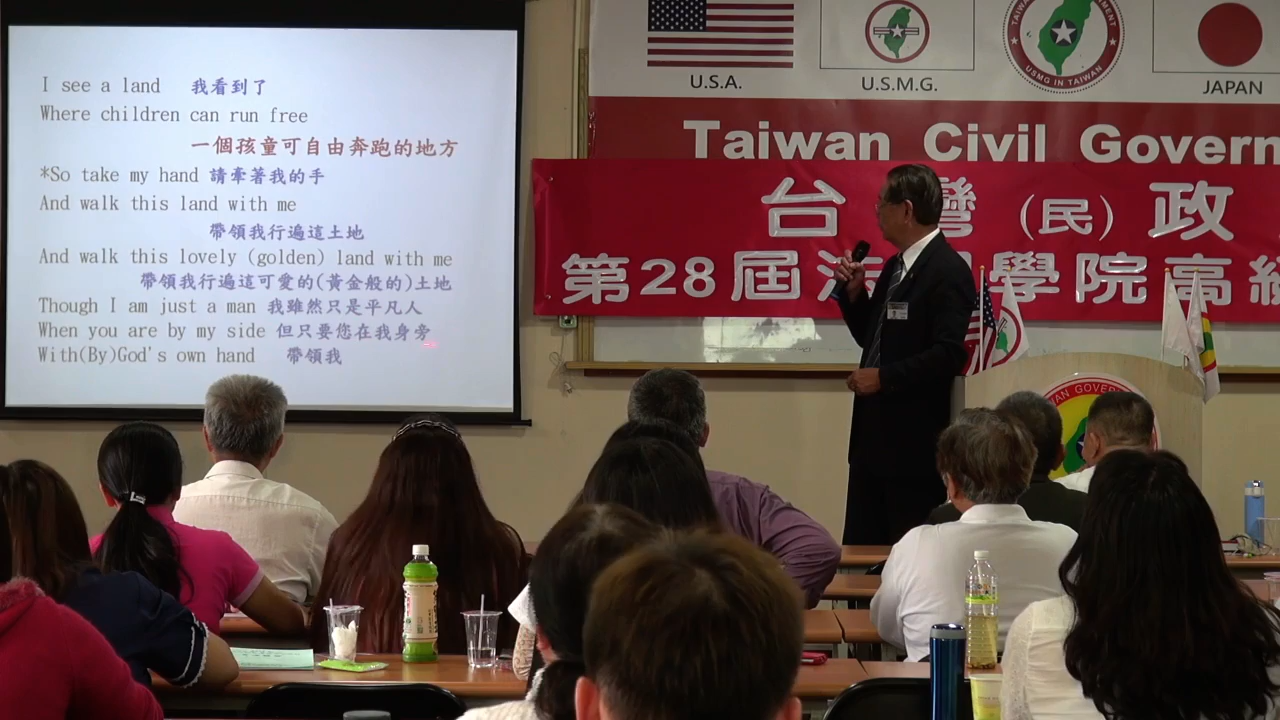 I see a land 我看到了
Where children can run free
一個孩童可自由奔跑的地方
*So take my hand 請牽著我的手
And walk this land with me
帶領我行遍這土地
And walk this lovely (golden) land with me
帶領我行遍這可愛的(黃金般的)土地
Though I am just a man 我雖然只是平凡人
When you are by my side 但只要您在我身旁
With(By)God's own hand 帶領我
U.S.A.
U.S.M.G.
USMG IN TAIWAN
JAPAN
Taiwan Civil Govern
台灣(民)政
第28屆法 學院高